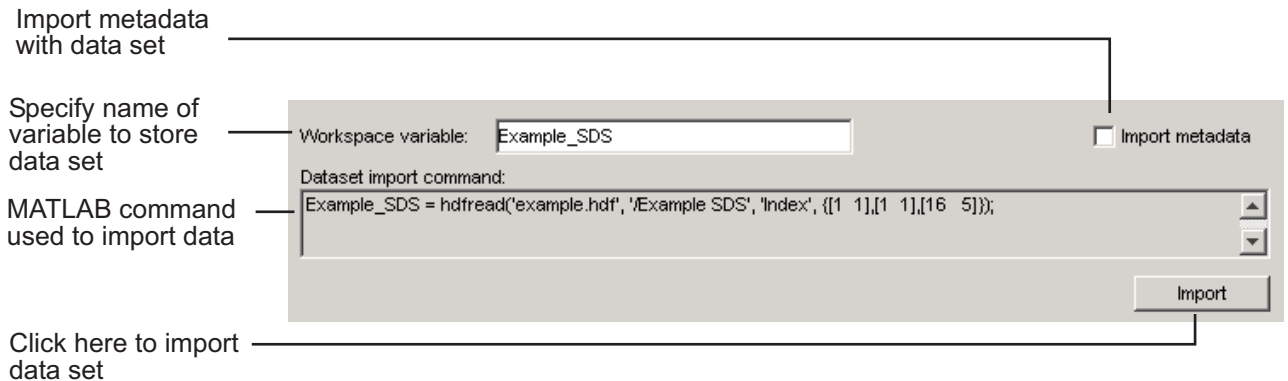 Import metadata
with data set
Specify name of
variable to store
data set
Workspace variable: Example_SDS Import metadata
Dataset import command:
MATLAB command
used to import data
Example_SDS = hdfread('example.hdf', '/Example SDS', 'Index', {[1  1],[1  1],[16   5]});
Import
Click here to import
data set